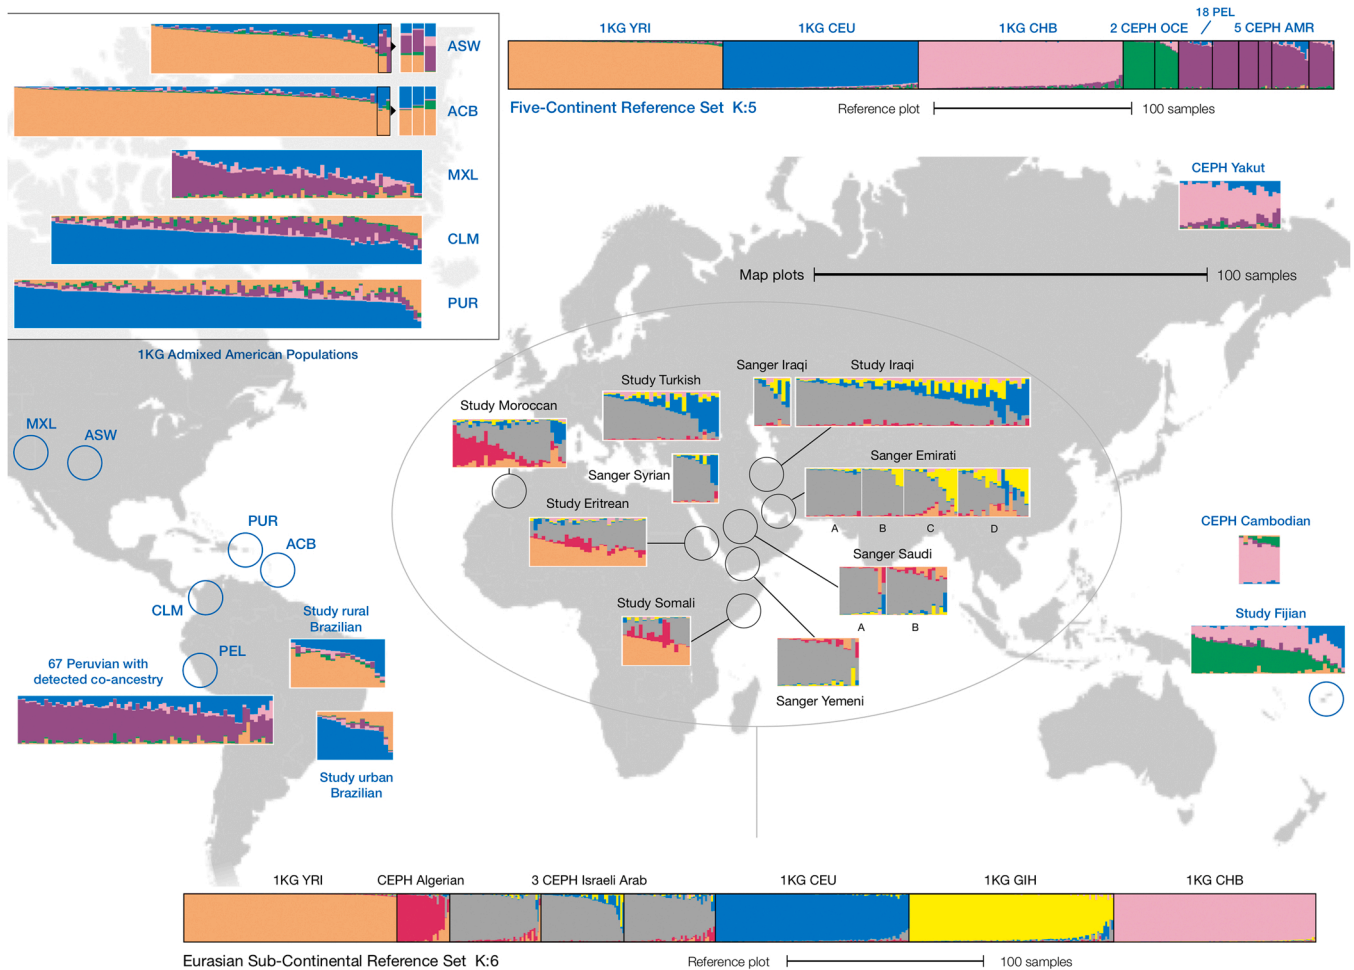 1KG YRI
1KG CEU
1KG CHB
2 CEPH OCE
18 PEL
5 CEPH AMR
Five-Continent Reference Set K:5
Reference plot
100 samples
ASW
ACB
MXL
CLM
PUR
1KG Admixed American Populations
CEPH Yakut
Map plots
100 samples
Sanger Iraqi
Study Iraqi
Study Turkish
Study Moroccan
MXL
ASW
Sanger Emirati
Sanger Syrian
Study Eritrean
A
B
C
D
PUR
ACB
CEPH Cambodian
Sanger Saudi
CLM
Study rural
Brazilian
Study Somali
A
B
Study Fijian
PEL
67 Peruvian with
detected co-ancestry
Sanger Yemeni
Study urban
Brazilian
1KG YRI
CEPH Algerian
3 CEPH Israeli Arab
1KG CEU
1KG GIH
1KG CHB
Eurasian Sub-Continental Reference Set K:6
Reference plot
100 samples